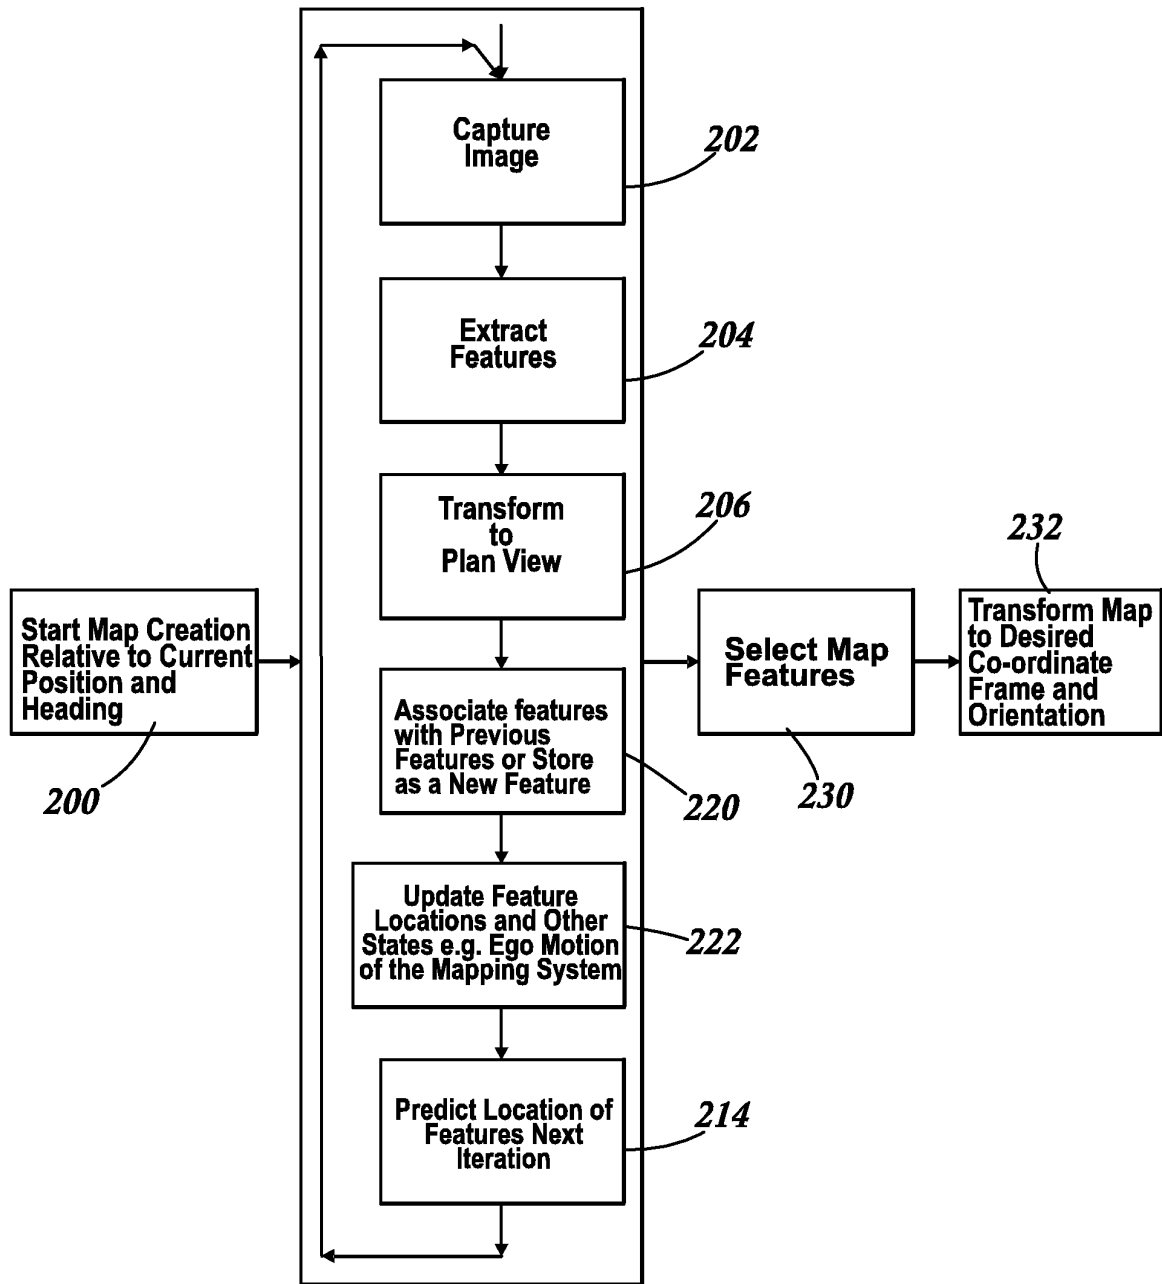 Capture
Image
202
Extract
Features
204
Transform
to
Plan View
206
Start Map Creation
Relative to Current
Position and
Heading
200
Associate features
with Previous
Features or Store
as a New Feature
220
Update Feature
Locations and Other
States e.g. Ego Motion
of the Mapping System
222
Predict Location of
Features Next
Iteration
214
Select Map
Features
230
232
Transform Map
to Desired
Co-ordinate
Frame and
Orientation